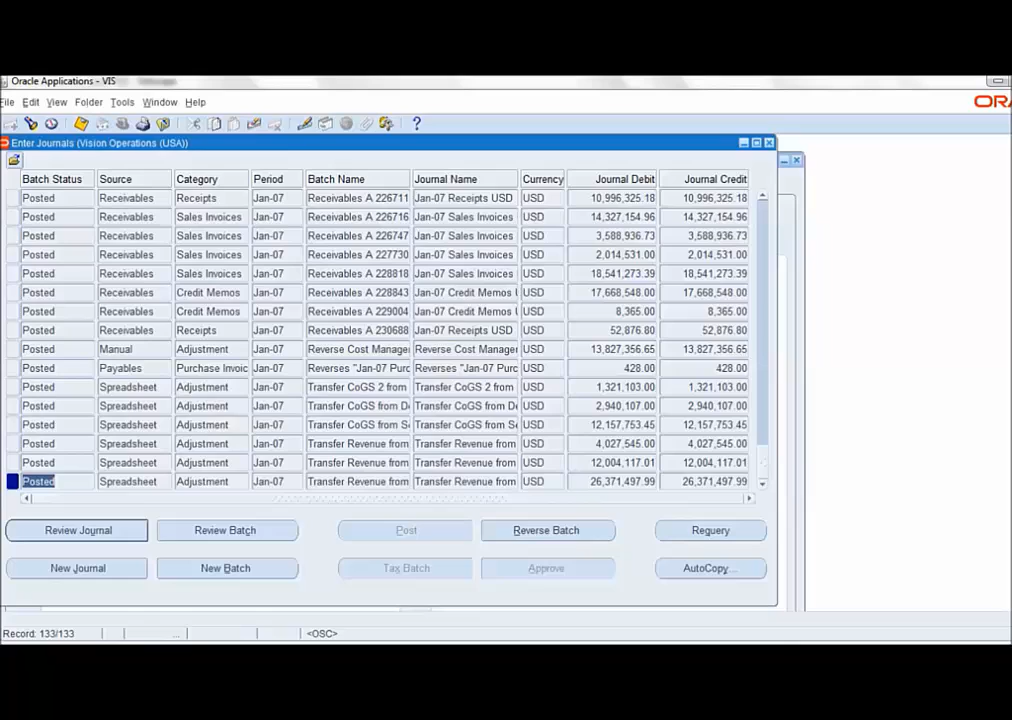 Oracle Applications - VIS
File Edit View Folder Tools Window Help
ORA
Enter Journals (Vision Operations (USA))
Batch Status Source Category Period Batch Name Journal Name Currency Journal Debit Journal Credit
Posted Receivables Receipts Jan-07 Receivables A 226711 Jan-07 Receipts USD USD 10,996,325.18 10,996,325.18
Posted Receivables Sales Invoices Jan-07 Receivables A 226716 Jan-07 Sales Invoices USD 14,327,154.96 14,327,154.96
Posted Receivables Sales Invoices Jan-07 Receivables A 226747 Jan-07 Sales Invoices USD 3,588,936.73 3,588,936.73
Posted Receivables Sales Invoices Jan-07 Receivables A 227730 Jan-07 Sales Invoices USD 2,014,531.00 2,014,531.00
Posted Receivables Sales Invoices Jan-07 Receivables A 228818 Jan-07 Sales Invoices USD 18,541,273.39 18,541,273.39
Posted Receivables Credit Memos Jan-07 Receivables A 228843 Jan-07 Credit Memos U USD 17,668,548.00 17,668,548.00
Posted Receivables Credit Memos Jan-07 Receivables A 229004 Jan-07 Credit Memos U USD 8,365.00 8,365.00
Posted Receivables Receipts Jan-07 Receivables A 230688 Jan-07 Receipts USD USD 52,876.80 52,876.80
Posted Manual Adjustment Jan-07 Reverse Cost Manager Reverse Cost Manager USD 13,827,356.65 13,827,356.65
Posted Payables Purchase Invoic Jan-07 Reverses "Jan-07 Purc Reverses "Jan-07 Purc USD 428.00 428.00
Posted Spreadsheet Adjustment Jan-07 Transfer CoGS 2 from Transfer CoGS 2 from USD 1,321,103.00 1,321,103.00
Posted Spreadsheet Adjustment Jan-07 Transfer CoGS from De Transfer CoGS from De USD 2,940,107.00 2,940,107.00
Posted Spreadsheet Adjustment Jan-07 Transfer CoGS from Se Transfer CoGS from Se USD 12,157,753.45 12,157,753.45
Posted Spreadsheet Adjustment Jan-07 Transfer Revenue from Transfer Revenue from USD 4,027,545.00 4,027,545.00
Posted Spreadsheet Adjustment Jan-07 Transfer Revenue from Transfer Revenue from USD 12,004,117.01 12,004,117.01
Posted Spreadsheet Adjustment Jan-07 Transfer Revenue from Transfer Revenue from USD 26,371,497.99 26,371,497.99
Review Journal Review Batch Post Reverse Batch Requery
New Journal New Batch Tax Batch Approve AutoCopy...
Record: 133/133 ... <OSC>